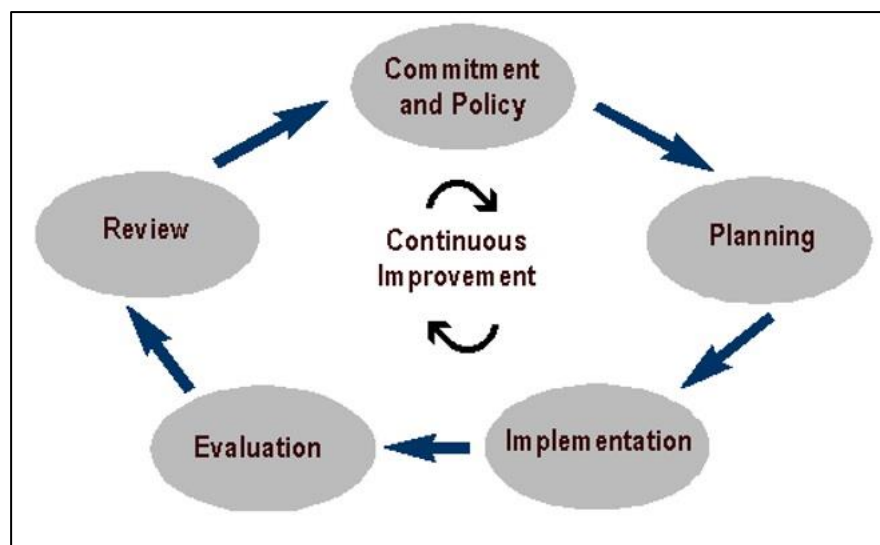 Commitment
and Policy
Review
Planning
Continuous
Improvement
Evaluation
Implementation